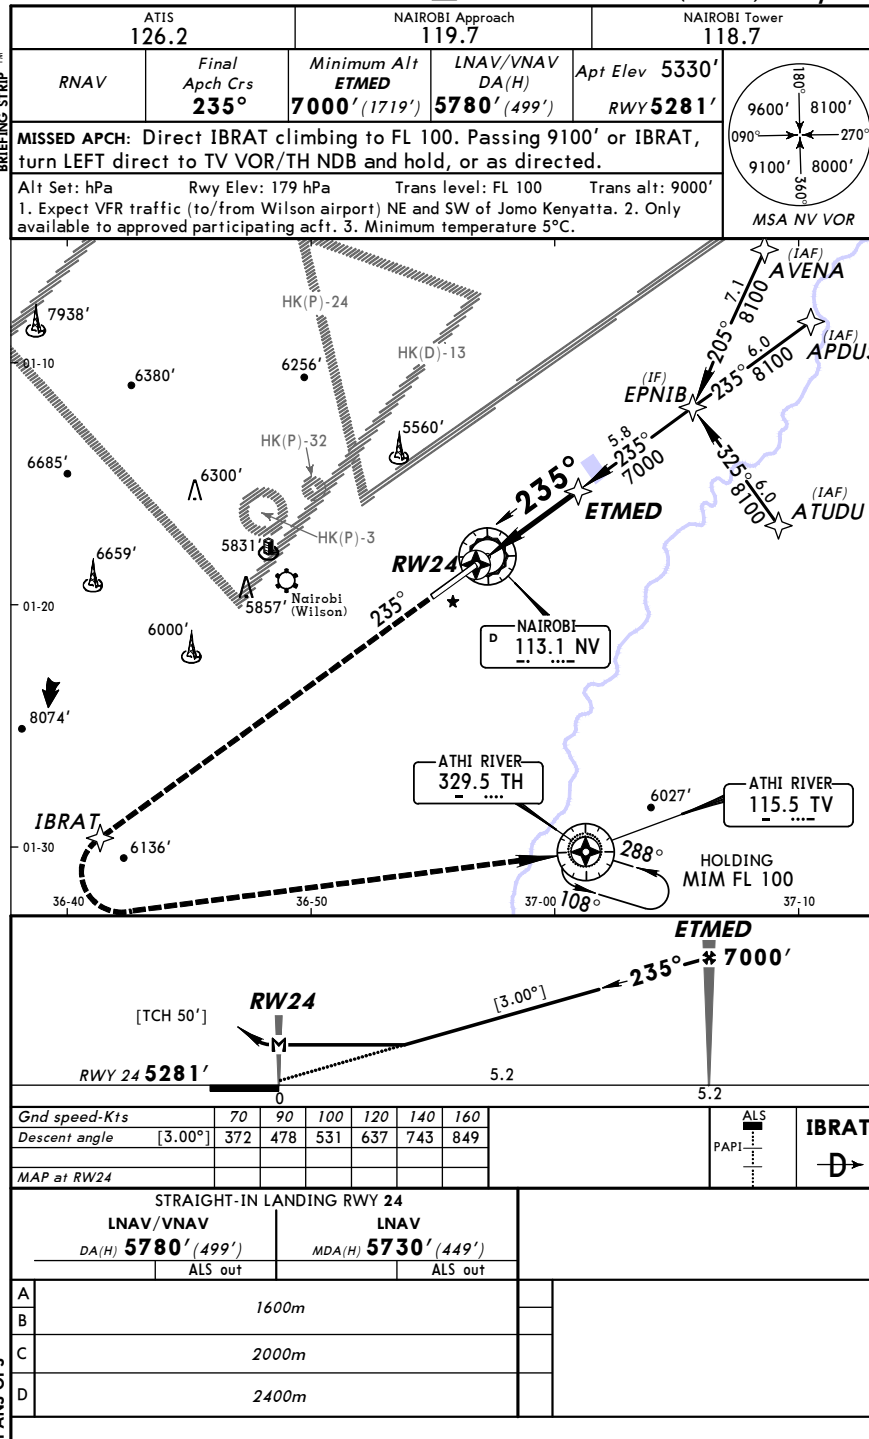 ATIS
126.2
NAIROBI Approach
119.7
NAIROBI Tower
118.7
BRIEFING STRIP TM
RNAV
Final
Apch Crs
235°
Minimum Alt
ETMED
7000' (1719')
LNAV/VNAV
DA(H)
5780' (499')
Apt Elev 5330'
RWY 5281'
MISSED APCH: Direct IBRAT climbing to FL 100. Passing 9100' or IBRAT,
turn LEFT direct to TV VOR/TH NDB and hold, or as directed.
Alt Set: hPa Rwy Elev: 179 hPa Trans level: FL 100 Trans alt: 9000'
1. Expect VFR traffic (to/from Wilson airport) NE and SW of Jomo Kenyatta. 2. Only
available to approved participating acft. 3. Minimum temperature 5°C.
180°
9600' 8100'
090° 270°
9100' 8000'
360°
MSA NV VOR
(IAF)
AVENA
7.1
205° 8100
HK(P)-24
7938'
(IAF)
APDUS
6.0
235° 8100
HK(D)-13
01-10
6380'
6256'
(IF)
EPNIB
5560'
HK(P)-32
5.8
235°
7000
6685'
6300'
235°
325° 6.0
8100
(IAF)
ATUDU
ETMED
HK(P)-3
5831'
6659'
RW24
5857'
Nairobi
(Wilson)
235°
01-20
NAIROBI
D 113.1 NV
6000'
8074'
ATHI RIVER
329.5 TH
6027'
ATHI RIVER
115.5 TV
IBRAT
6136'
01-30
288°
HOLDING
MIM FL 100
108°
36-40
36-50
37-00
37-10
ETMED
7000'
235°
[3.00°]
RW24
[TCH 50']
M
RWY 24 5281'
5.2
0
5.2
Gnd speed-Kts 70 90 100 120 140 160
Descent angle [3.00°] 372 478 531 637 743 849
MAP at RW24
ALS
PAPI
IBRAT
D
STRAIGHT-IN LANDING RWY 24
LNAV/VNAV LNAV
DA(H) 5780' (499') MDA(H) 5730' (449')
ALS out ALS out
A
B
1600m
C 2000m
D 2400m